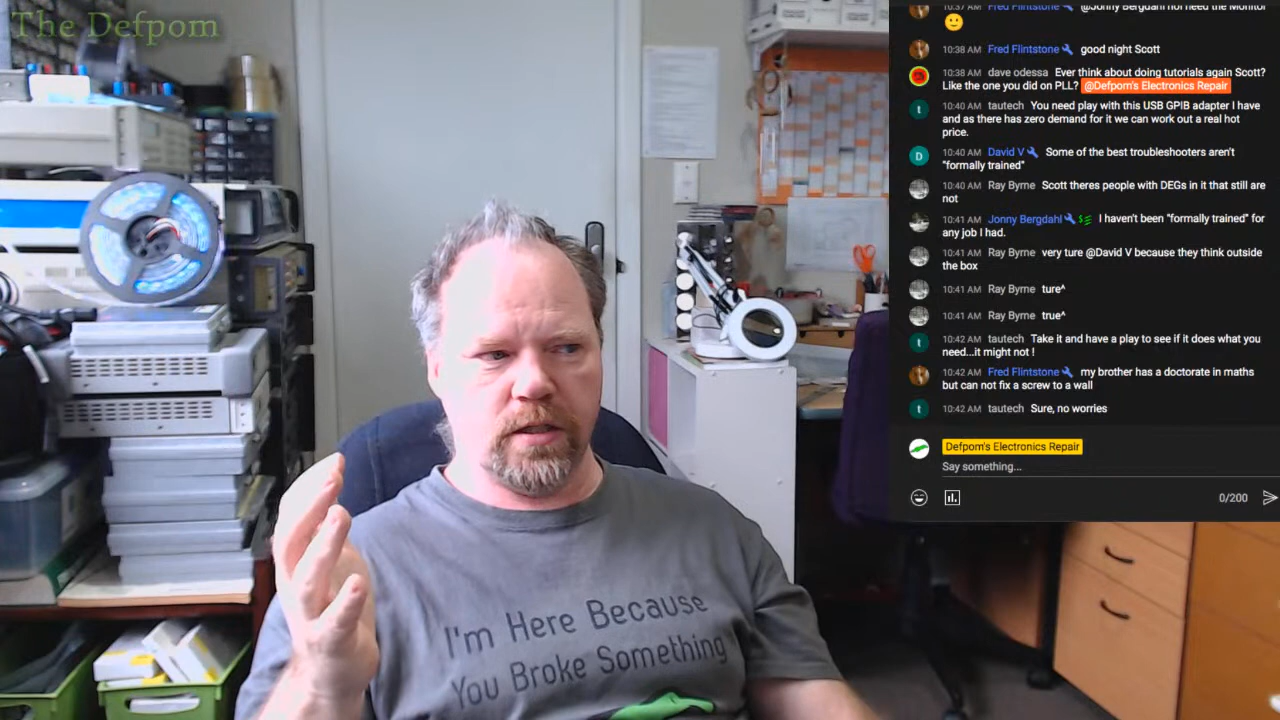 The Defpom
10:37 AM Fred Flintstone @Jonny Bergdahl no need the Monitor
10:38 AM Fred Flintstone good night Scott
10:38 AM dave odessa Ever think about doing tutorials again Scott?
Like the one you did on PLL? @Defpom's Electronics Repair
10:40 AM tautech You need play with this USB GPIB adapter I have
and as there has zero demand for it we can work out a real hot
price.
10:40 AM David V Some of the best troubleshooters aren't
"formally trained"
10:40 AM Ray Byrne Scott theres people with DEGs in it that still are
not
10:41 AM Jonny Bergdahl I haven't been "formally trained" for
any job I had.
10:41 AM Ray Byrne very ture @David V because they think outside
the box
10:41 AM Ray Byrne ture^
10:41 AM Ray Byrne true^
10:42 AM tautech Take it and have a play to see if it does what you
need...it might not !
10:42 AM Fred Flintstone my brother has a doctorate in maths
but can not fix a screw to a wall
10:42 AM tautech Sure, no worries
Defpom's Electronics Repair
Say something...
0/200
I'm Here Because
You Broke Something